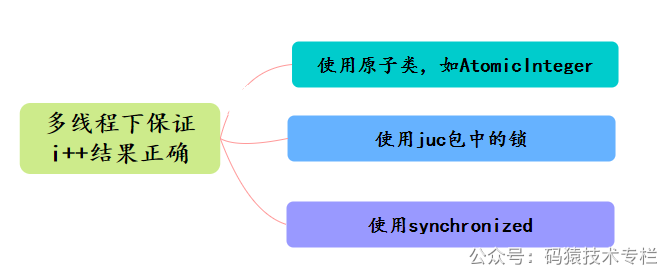 多线程下保证
i++结果正确
使用原子类，如AtomicInteger
使用juc包中的锁
使用synchronized
公众号：码猿技术专栏